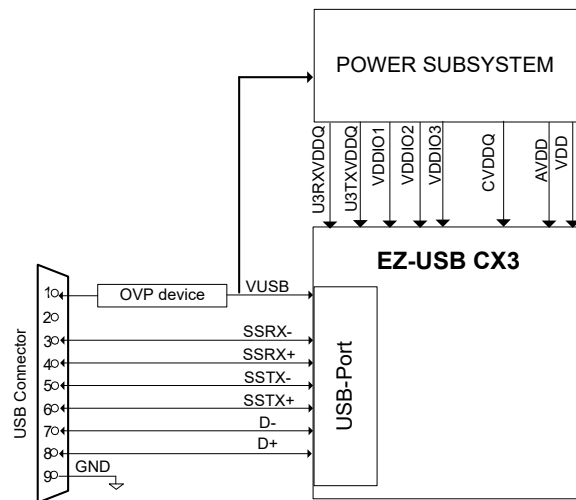 POWER SUBSYSTEM
U3RXVDDQ
U3TXVDDQ
VDDIO1
VDDIO2
VDDIO3
CVDDQ
AVDD
VDD
EZ-USB CX3
USB Connector
1
OVP device
VUSB
2
3
SSRX-
4
SSRX+
5
SSTX-
6
SSTX+
7
D-
8
D+
9
GND
USB-Port